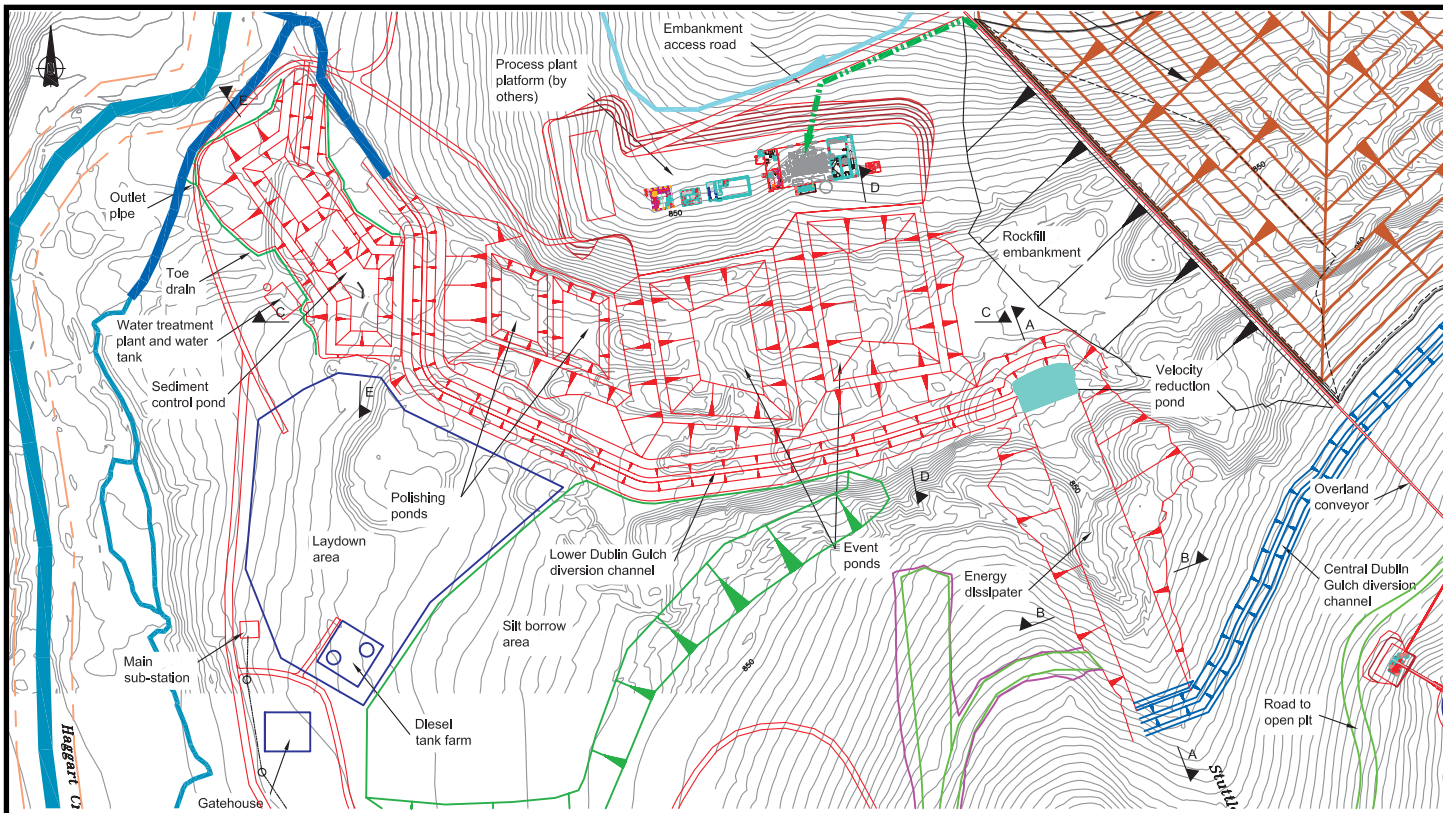 Embankment
access road
Process plant
platform (by
others)
E
D
850
850
Outlet
pipe
Rockfill
embankment
Toe
drain
C
Water treatment
plant and water
tank
C
A
Sediment
control pond
E
Velocity
reduction
pond
D
850
Polishing
ponds
Overland
conveyor
Laydown
area
Lower Dublin Gulch
diversion channel
Event
ponds
Energy
dissipater
B
Central Dublin
Gulch diversion
channel
B
Silt borrow
area
850
Main
sub-station
Road to
open pit
Diesel
tank farm
Haggart
A
Gatehouse